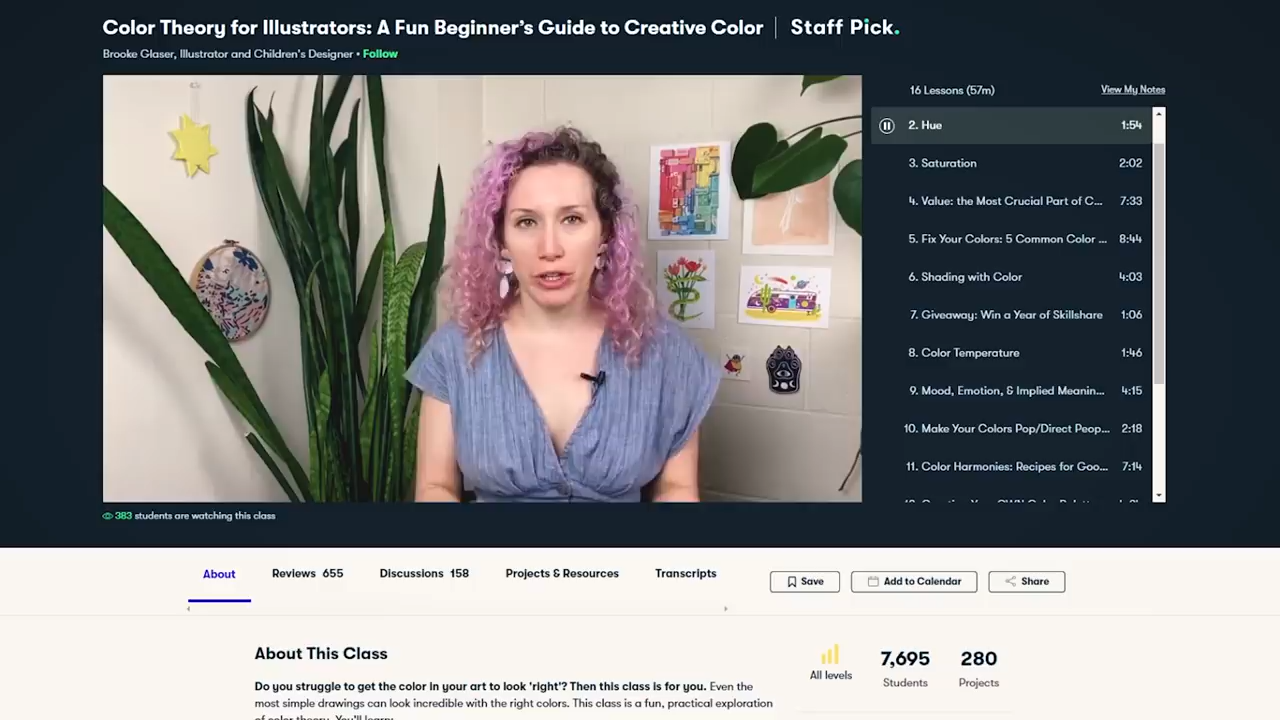 Color Theory for Illustrators: A Fun Beginner's Guide to Creative Color | Staff Pick.
Brooke Glaser, Illustrator and Children's Designer • Follow
16 Lessons (57m) View My Notes
2. Hue 1:54
3. Saturation 2:02
4. Value: the Most Crucial Part of C... 7:33
5. Fix Your Colors: 5 Common Color ... 8:44
6. Shading with Color 4:03
7. Giveaway: Win a Year of Skillshare 1:06
8. Color Temperature 1:46
9. Mood, Emotion, & Implied Meanin... 4:15
10. Make Your Colors Pop/Direct Peop... 2:18
11. Color Harmonies: Recipes for Goo... 7:14
383 students are watching this class
About Reviews 655 Discussions 158 Projects & Resources Transcripts Save Add to Calendar Share
About This Class
Do you struggle to get the color in your art to look 'right'? Then this class is for you. Even the
most simple drawings can look incredible with the right colors. This class is a fun, practical exploration
of color theory. You'll learn:
All levels
7,695 Students
280 Projects